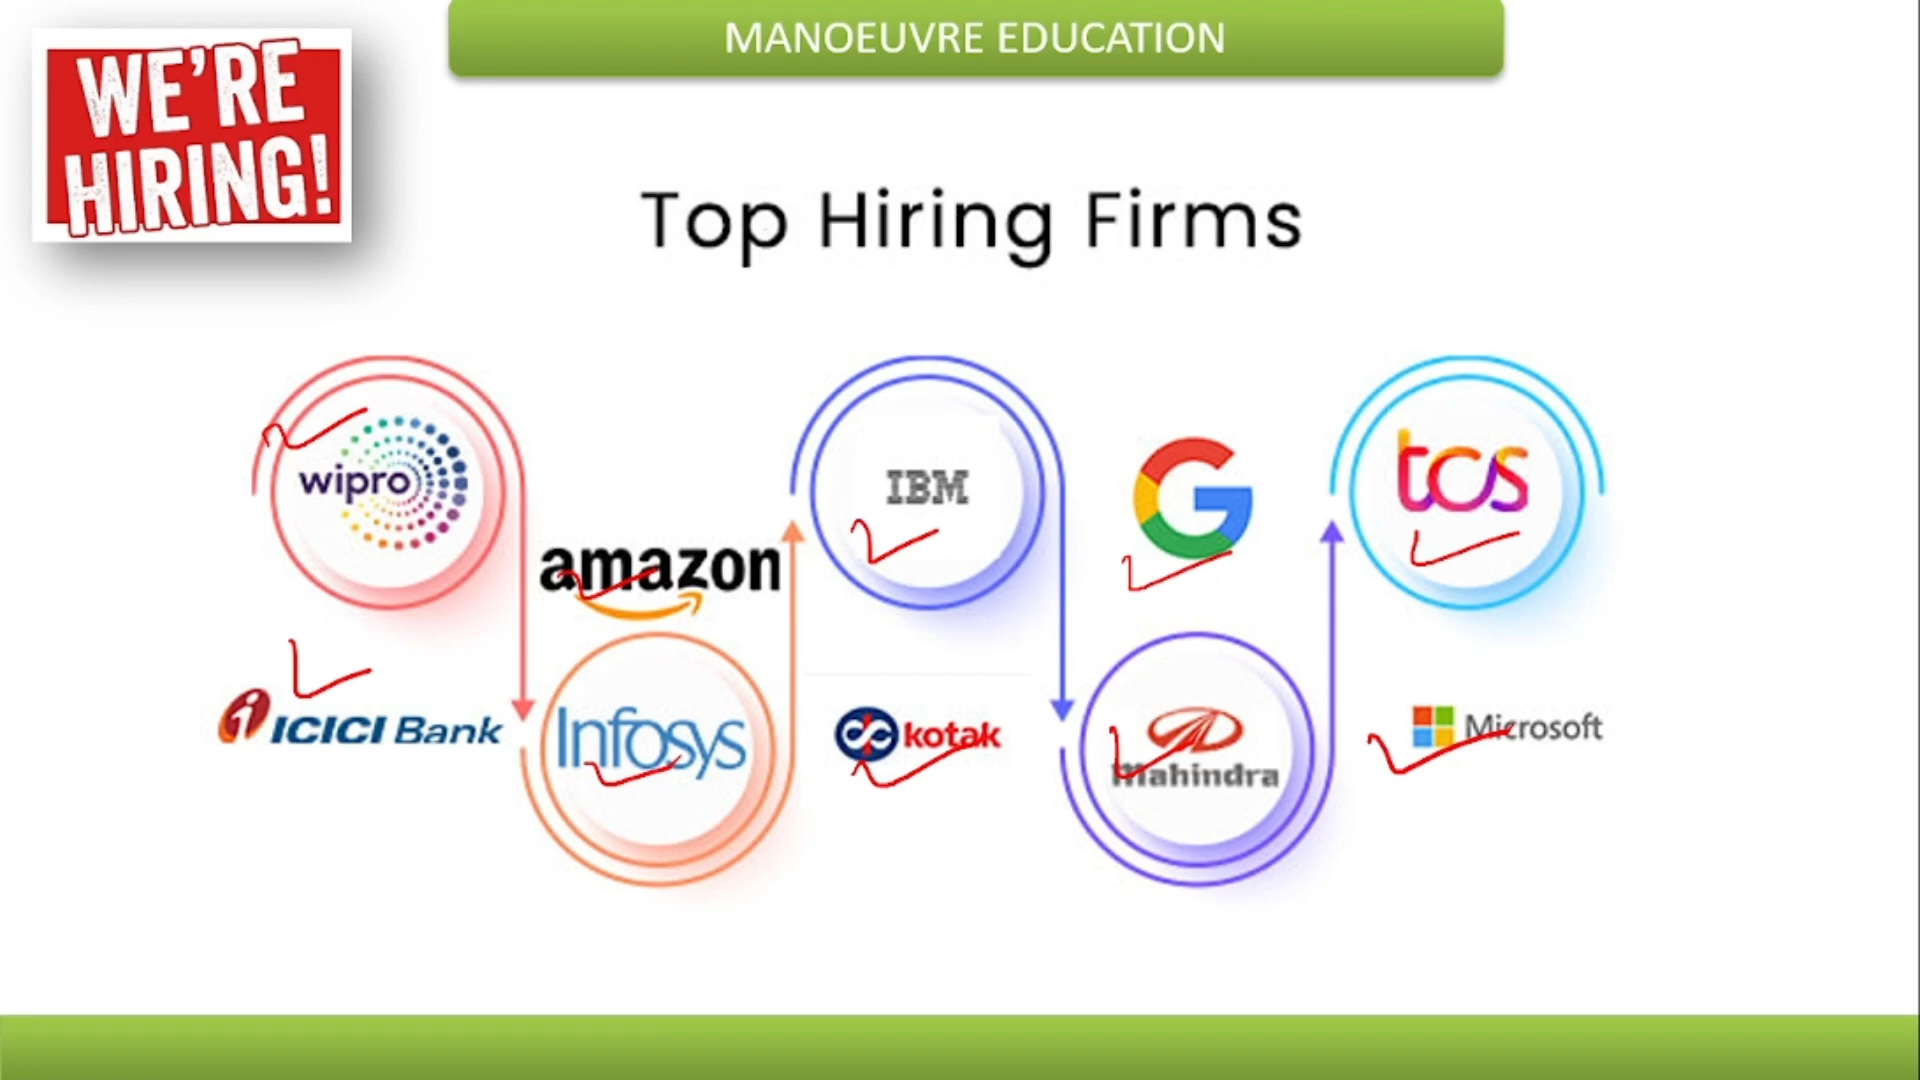 MANOEUVRE EDUCATION
WE'RE
HIRING!
Top Hiring Firms
wipro
amazon
IBM
tcs
ICICI Bank
Infosys
kotak
Mahindra
Microsoft